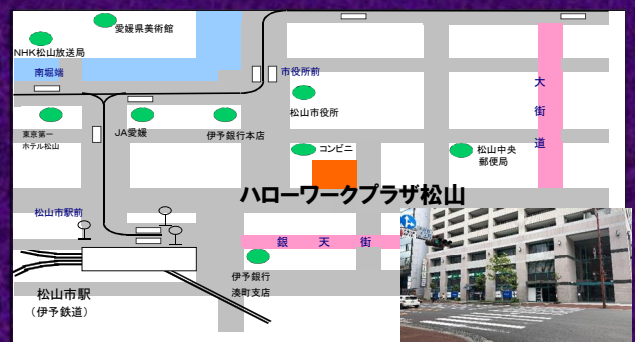 愛媛県美術館
NHK松山放送局
南堀端
市役所前
大
街
道
松山市役所
東京第一
ホテル松山
JA愛媛
伊予銀行本店
コンビニ
松山中央
郵便局
ハローワークプラザ松山
松山市駅前
銀 天 街
伊予銀行
湊町支店
松山市駅
(伊予鉄道)